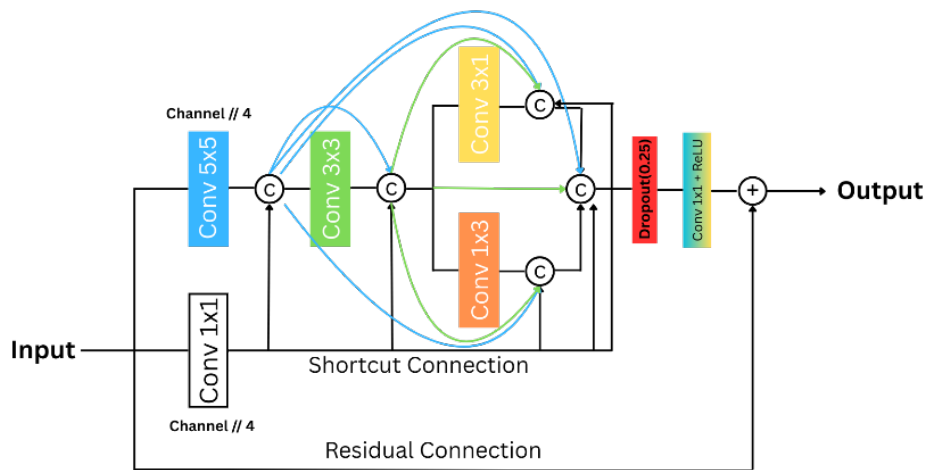 Channel // 4
Conv 5x5
C
Conv 3x3
C
Conv 3x1
C
Conv 1x3
C
C
Dropout(0.25)
Conv 1x1 + ReLU
+
Output
Input
Conv 1x1
Channel // 4
Shortcut Connection
Residual Connection